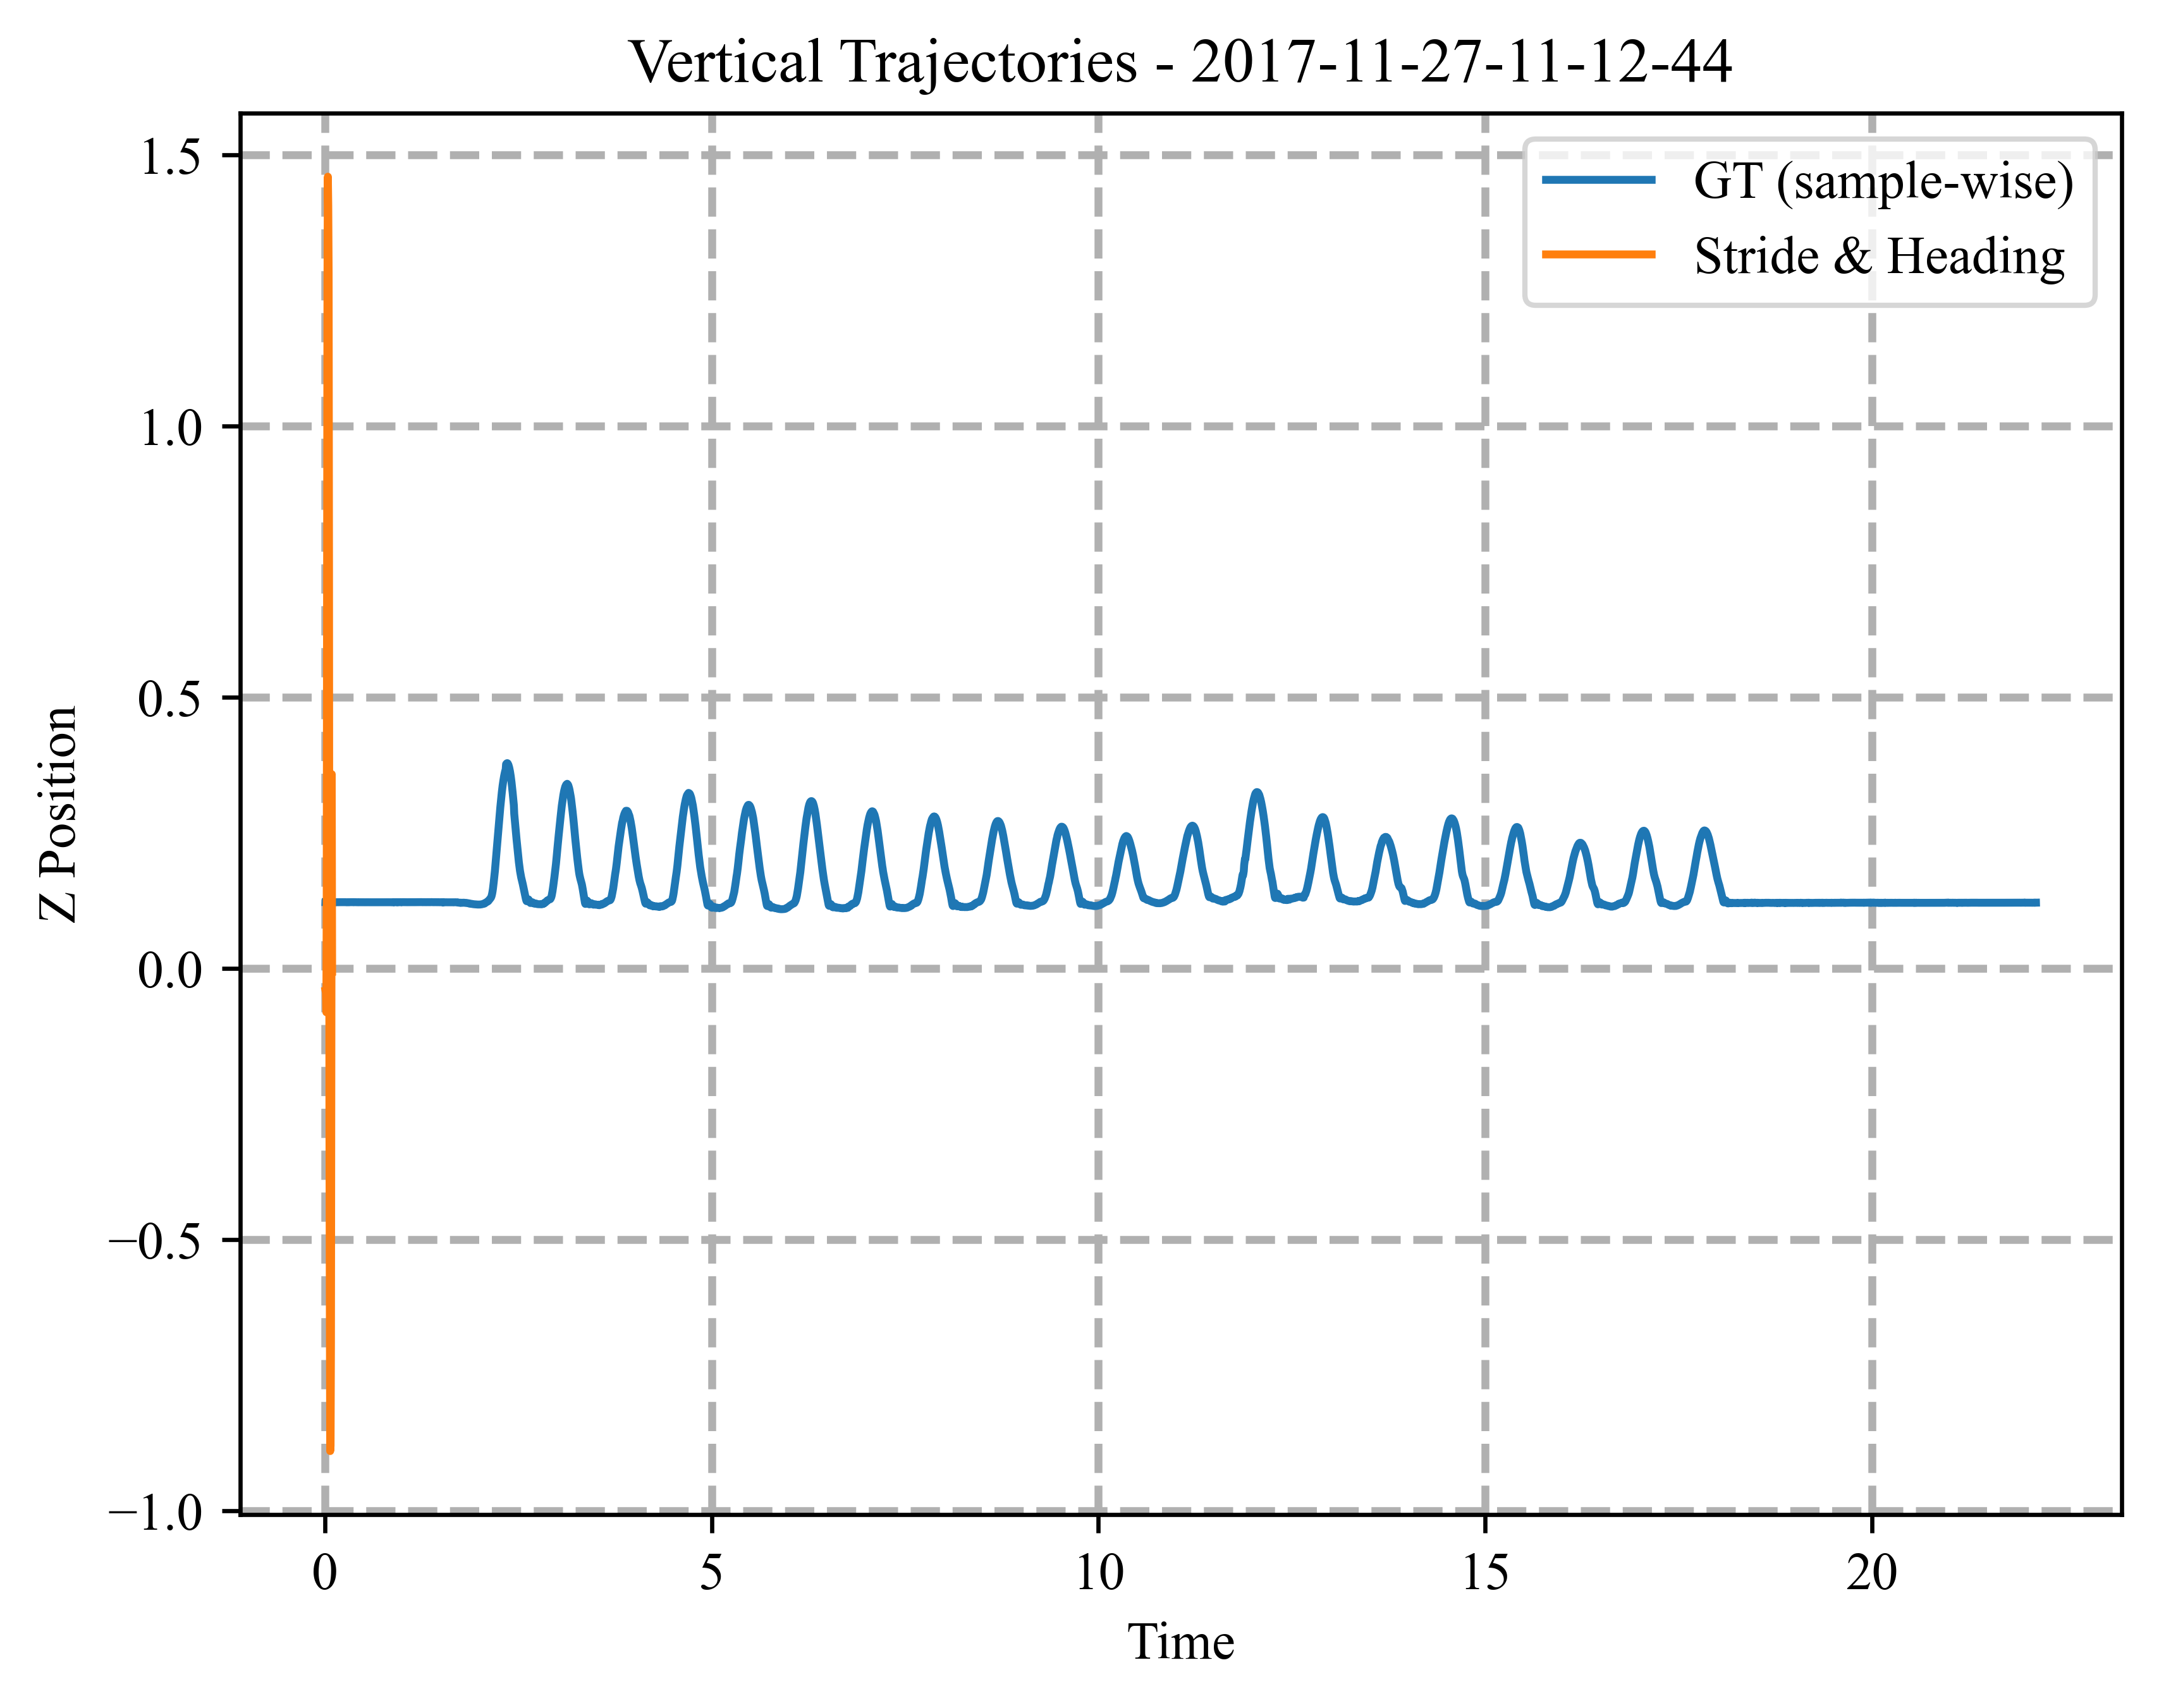 Vertical Trajectories - 2017-11-27-11-12-44
GT (sample-wise)
Stride & Heading
Z Position
1.5
1.0
0.5
0.0
−0.5
−1.0
0 5 10 15 20
Time